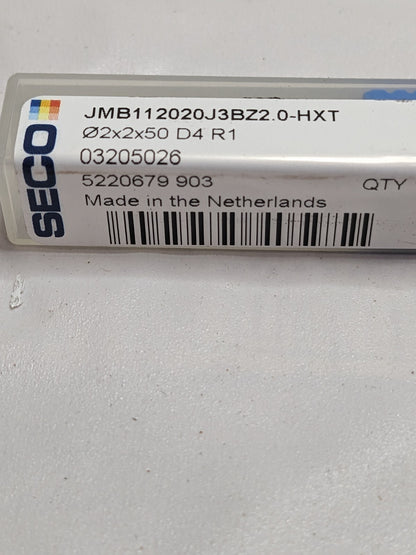 SECO
JMB112020J3BZ2.0-HXT
Ø2x2x50 D4 R1
03205026
5220679 903 QTY
Made in the Netherlands